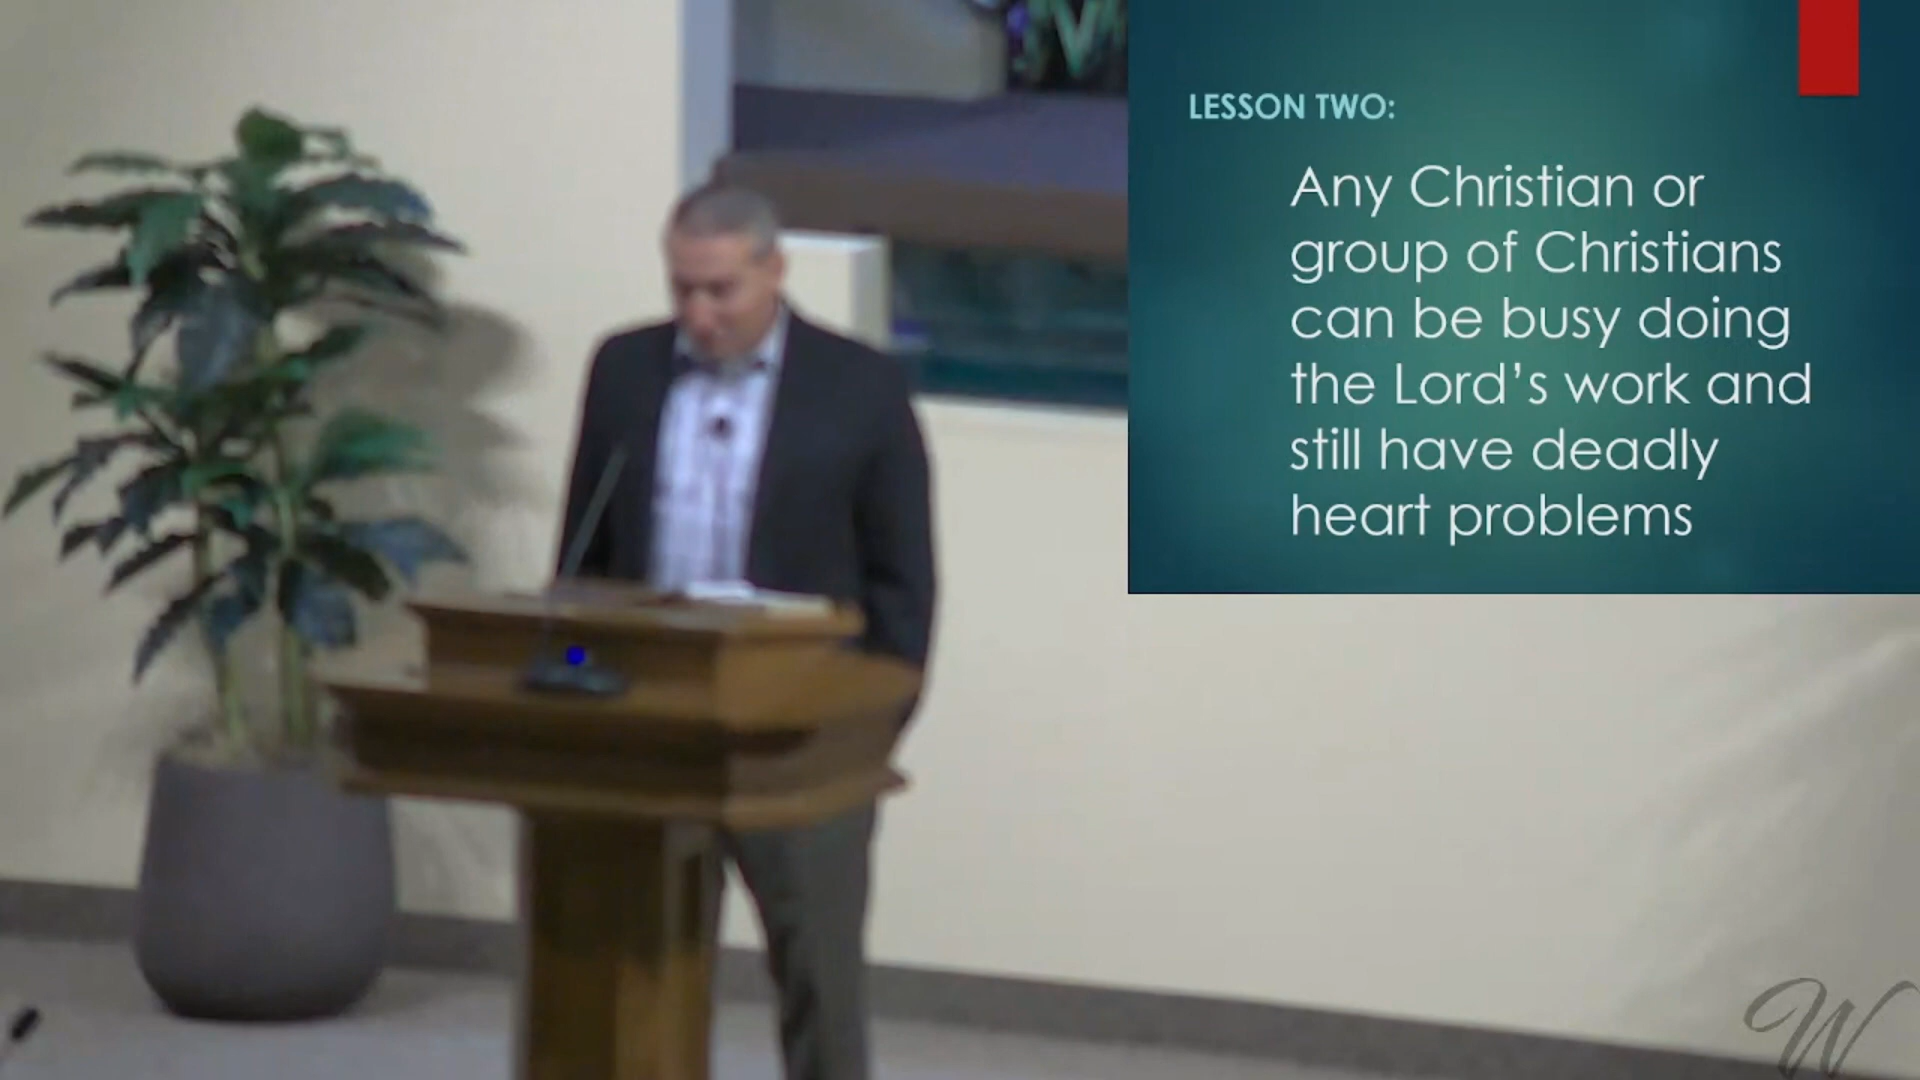 LESSON TWO:
Any Christian or
group of Christians
can be busy doing
the Lord's work and
still have deadly
heart problems
W